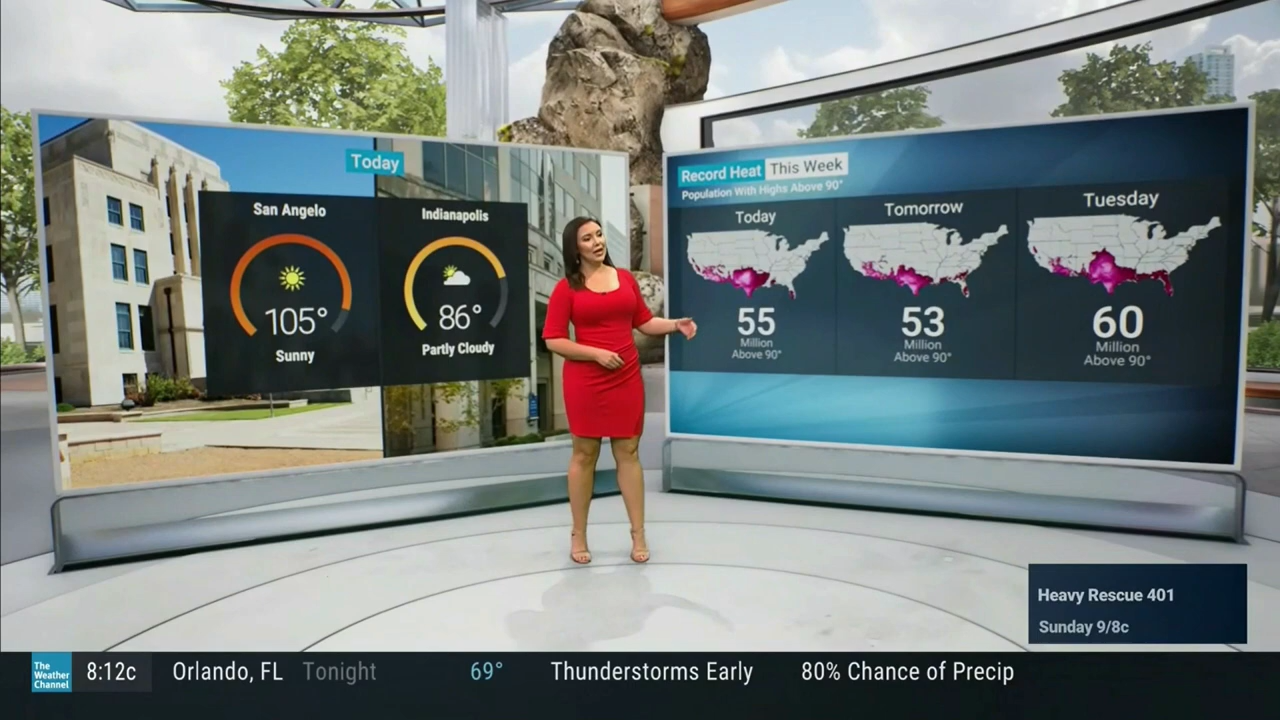 Today
San Angelo
105°
Sunny
Indianapolis
86°
Partly Cloudy
Record Heat This Week
Population With Highs Above 90°
Today
55
Million
Above 90°
Tomorrow
53
Million
Above 90°
Tuesday
60
Million
Above 90°
Heavy Rescue 401
Sunday 9/8c
The
Weather
Channel
8:12c Orlando, FL Tonight 69° Thunderstorms Early 80% Chance of Precip